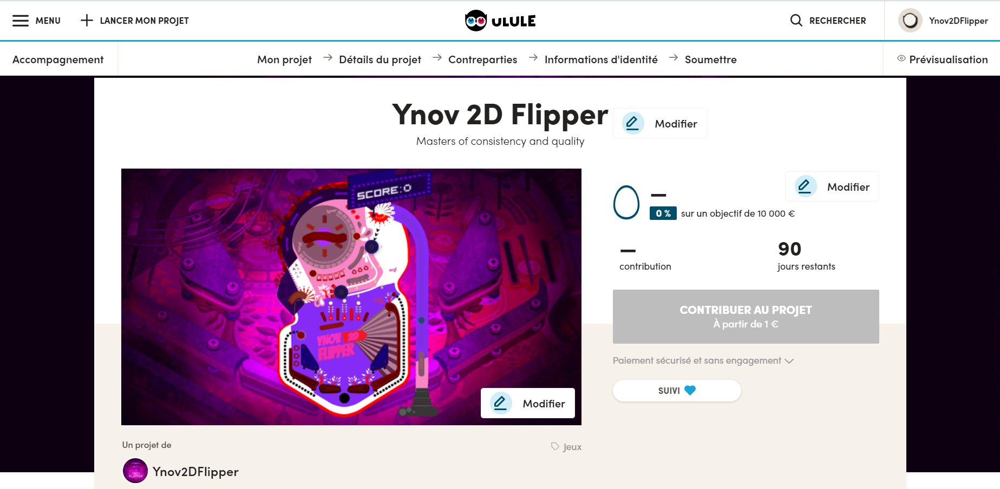 MENU
LANCER MON PROJET
ULULE
RECHERCHER
Ynov2DFlipper
Accompagnement
Mon projet → Détails du projet → Contreparties → Informations d'identité → Soumettre
Prévisualisation
Ynov 2D Flipper
Modifier
Masters of consistency and quality
SCORE:0
Modifier
—
0 % sur un objectif de 10 000 €
—
contribution
90
jours restants
CONTRIBUER AU PROJET
À partir de 1 €
YNOV 2D
FLIPPER
Paiement sécurisé et sans engagement
SUIVI
Modifier
Un projet de
Jeux
Ynov2DFlipper